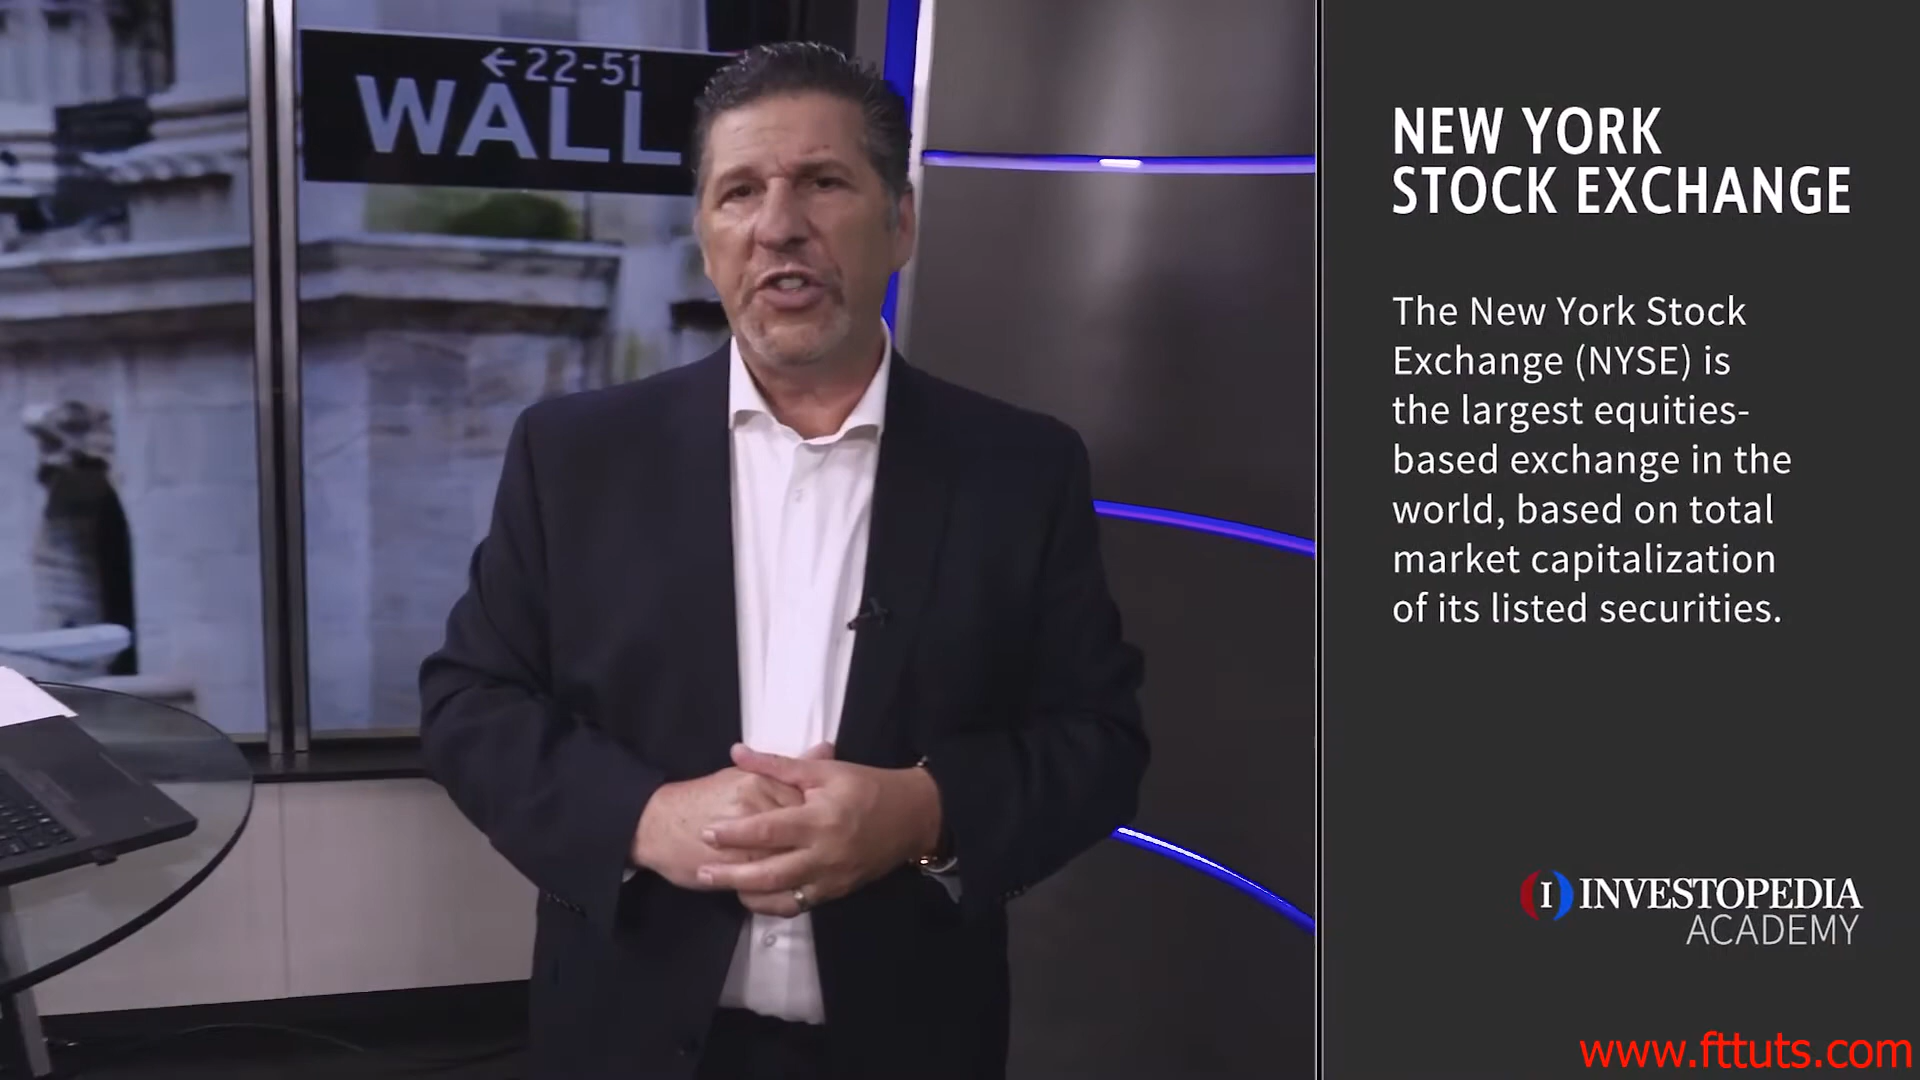 ←22-51
WALL
NEW YORK
STOCK EXCHANGE
The New York Stock
Exchange (NYSE) is
the largest equities-
based exchange in the
world, based on total
market capitalization
of its listed securities.
I INVESTOPEDIA
ACADEMY
www.fttuts.com